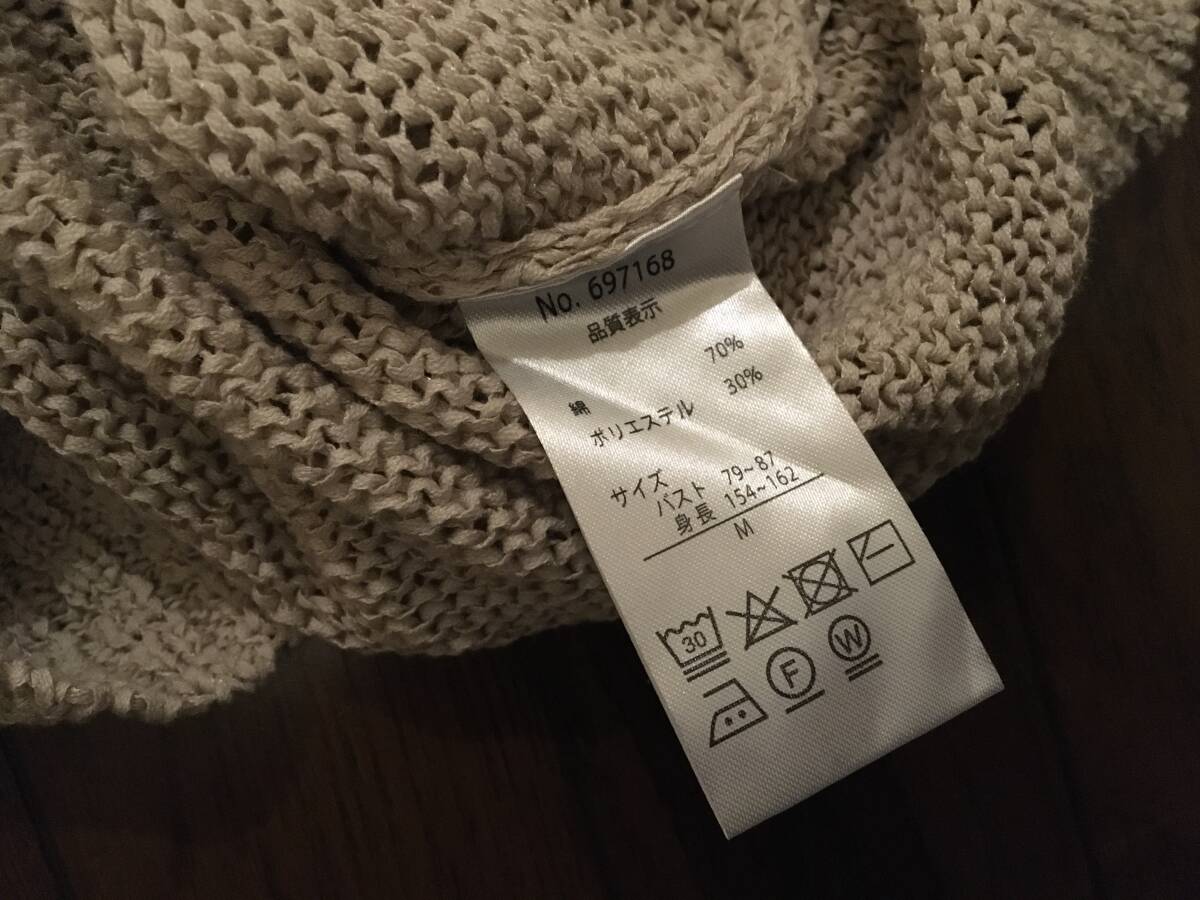 No. 697168
品質表示
綿 70%
ポリエステル 30%
サイズ
バスト 79~87
身長 154~162
M
30
F
W